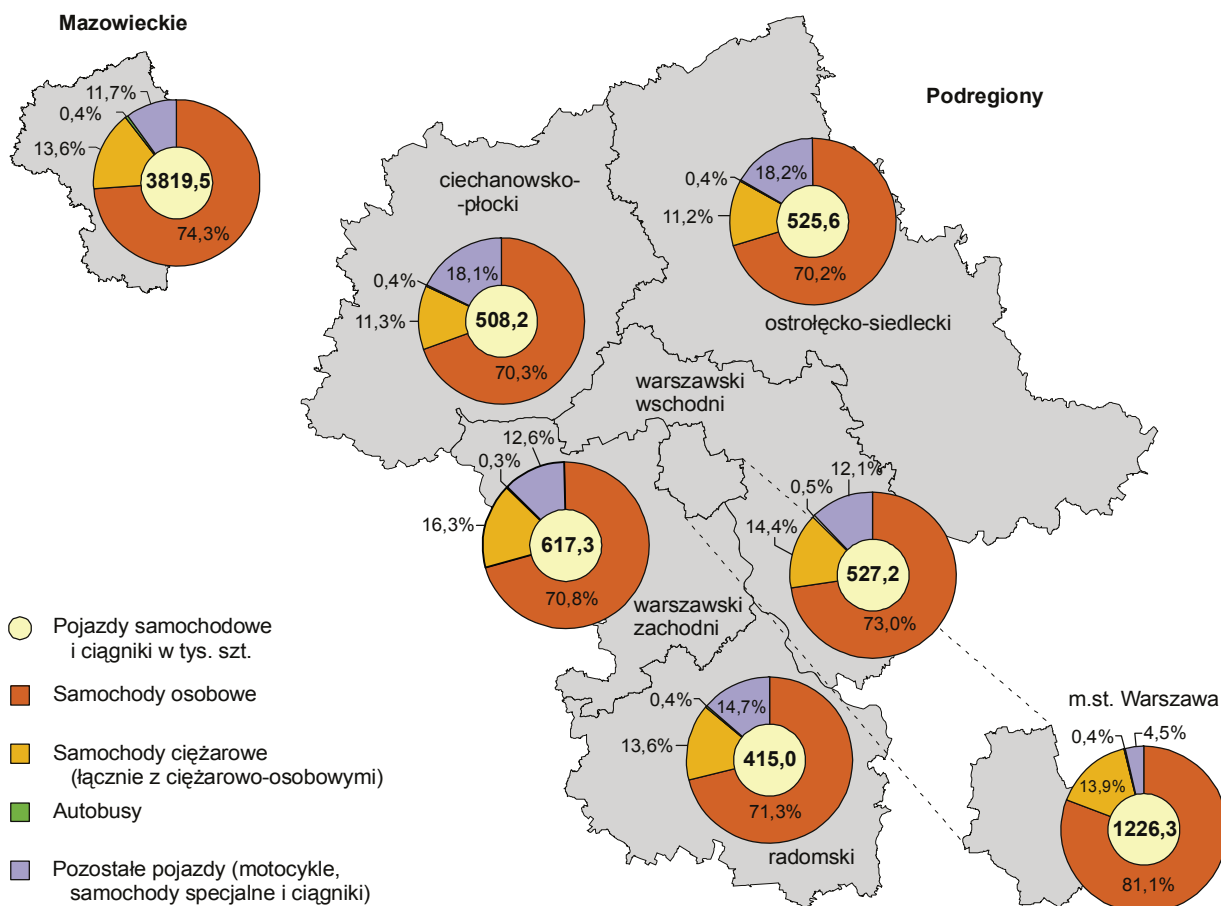 Mazowieckie
11,7%
0,4%
13,6%
3819,5
74,3%
Podregiony
ciechanowsko-
-płocki
18,1%
0,4%
11,3%
508,2
70,3%
18,2%
0,4%
11,2%
525,6
70,2%
ostrołęcko-siedlecki
warszawski
wschodni
12,6%
0,3%
16,3%
617,3
70,8%
warszawski
zachodni
12,1%
0,5%
14,4%
527,2
73,0%
0,4%
14,7%
13,6%
415,0
71,3%
radomski
m.st. Warszawa
4,5%
0,4%
13,9%
1226,3
81,1%
Pojazdy samochodowe
i ciągniki w tys. szt.
Samochody osobowe
Samochody ciężarowe
(łącznie z ciężarowo-osobowymi)
Autobusy
Pozostałe pojazdy (motocykle,
samochody specjalne i ciągniki)